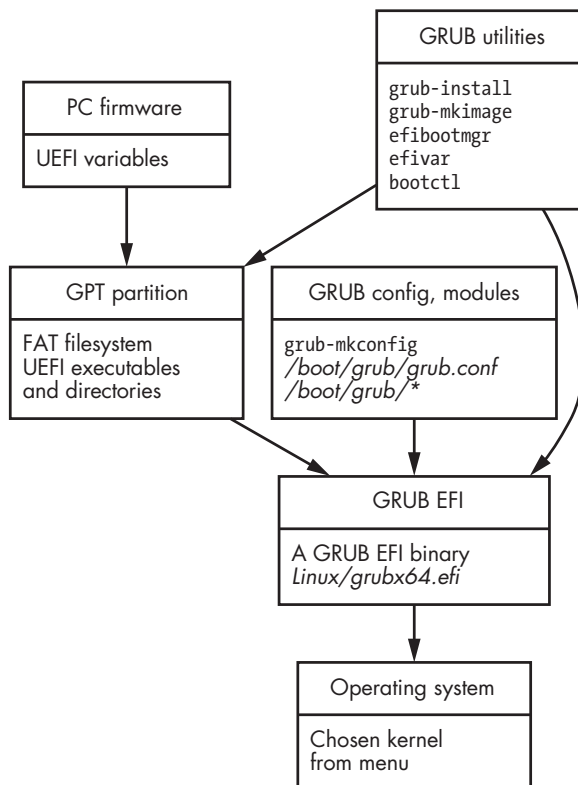 GRUB utilities
grub-install
grub-mkimage
efibootmgr
efivar
bootctl
PC firmware
UEFI variables
GPT partition
FAT filesystem
UEFI executables
and directories
GRUB config, modules
grub-mkconfig
/boot/grub/grub.conf
/boot/grub/*
GRUB EFI
A GRUB EFI binary
Linux/grubx64.efi
Operating system
Chosen kernel
from menu